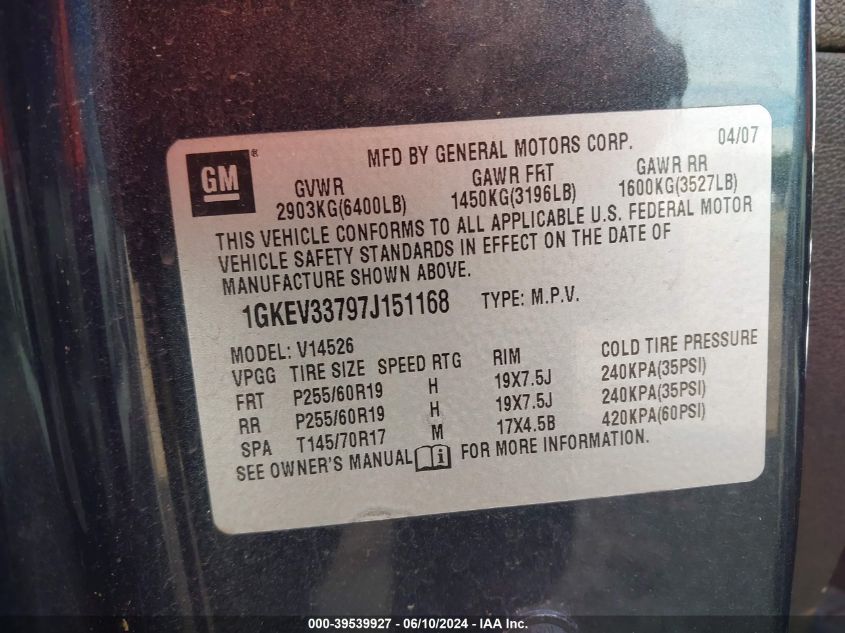 GM® MFD BY GENERAL MOTORS CORP. 04/07
GVWR GAWR FRT GAWR RR
2903KG(6400LB) 1450KG(3196LB) 1600KG(3527LB)
THIS VEHICLE CONFORMS TO ALL APPLICABLE U.S. FEDERAL MOTOR
VEHICLE SAFETY STANDARDS IN EFFECT ON THE DATE OF
MANUFACTURE SHOWN ABOVE.
1GKEV33797J151168 TYPE: M.P.V.
MODEL: V14526
VPGG TIRE SIZE SPEED RTG RIM COLD TIRE PRESSURE
FRT P255/60R19 H 19X7.5J 240KPA(35PSI)
RR P255/60R19 H 19X7.5J 240KPA(35PSI)
SPA T145/70R17 M 17X4.5B 420KPA(60PSI)
SEE OWNER'S MANUAL i FOR MORE INFORMATION.
000-39539927 - 06/10/2024 - IAAI Inc.